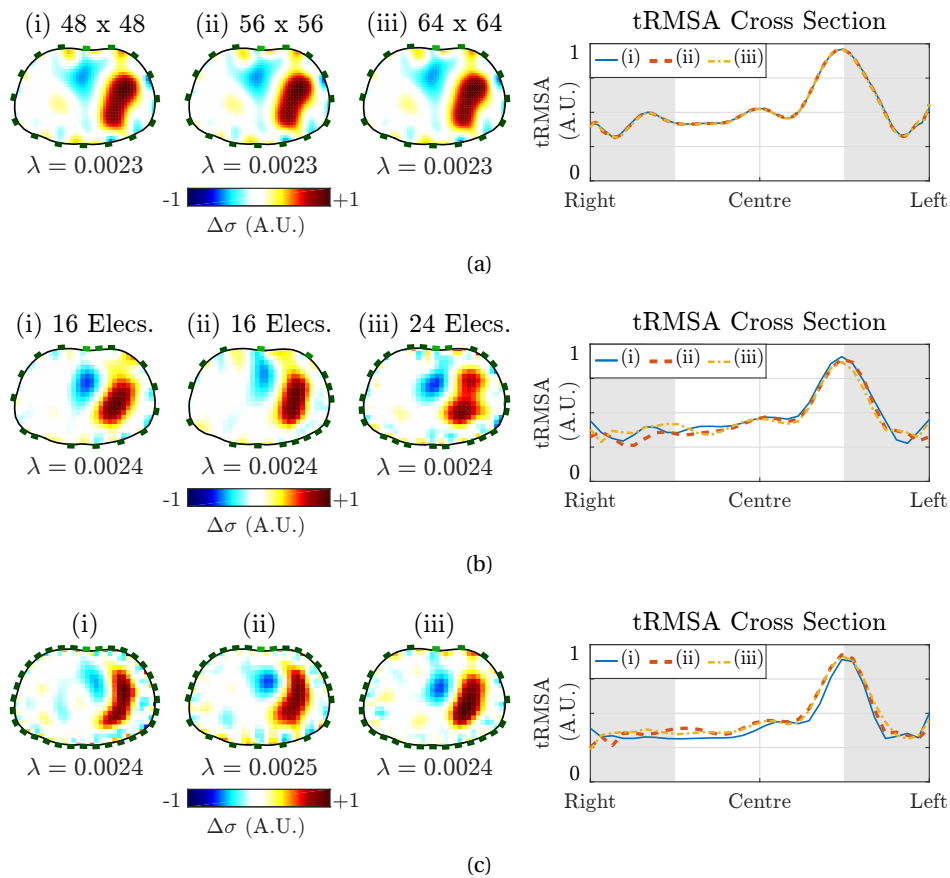 (i) 48 x 48 (ii) 56 x 56 (iii) 64 x 64
λ = 0.0023 λ = 0.0023 λ = 0.0023
-1 +1
Δσ (A.U.)
tRMSA Cross Section
(i) (ii) (iii)
1
0
tRMSA
(A.U.)
Right Centre Left
(a)
(i) 16 Elecs. (ii) 16 Elecs. (iii) 24 Elecs.
λ = 0.0024 λ = 0.0024 λ = 0.0024
-1 +1
Δσ (A.U.)
tRMSA Cross Section
(i) (ii) (iii)
1
0
tRMSA
(A.U.)
Right Centre Left
(b)
(i) (ii) (iii)
λ = 0.0024 λ = 0.0025 λ = 0.0024
-1 +1
Δσ (A.U.)
tRMSA Cross Section
(i) (ii) (iii)
1
0
tRMSA
(A.U.)
Right Centre Left
(c)